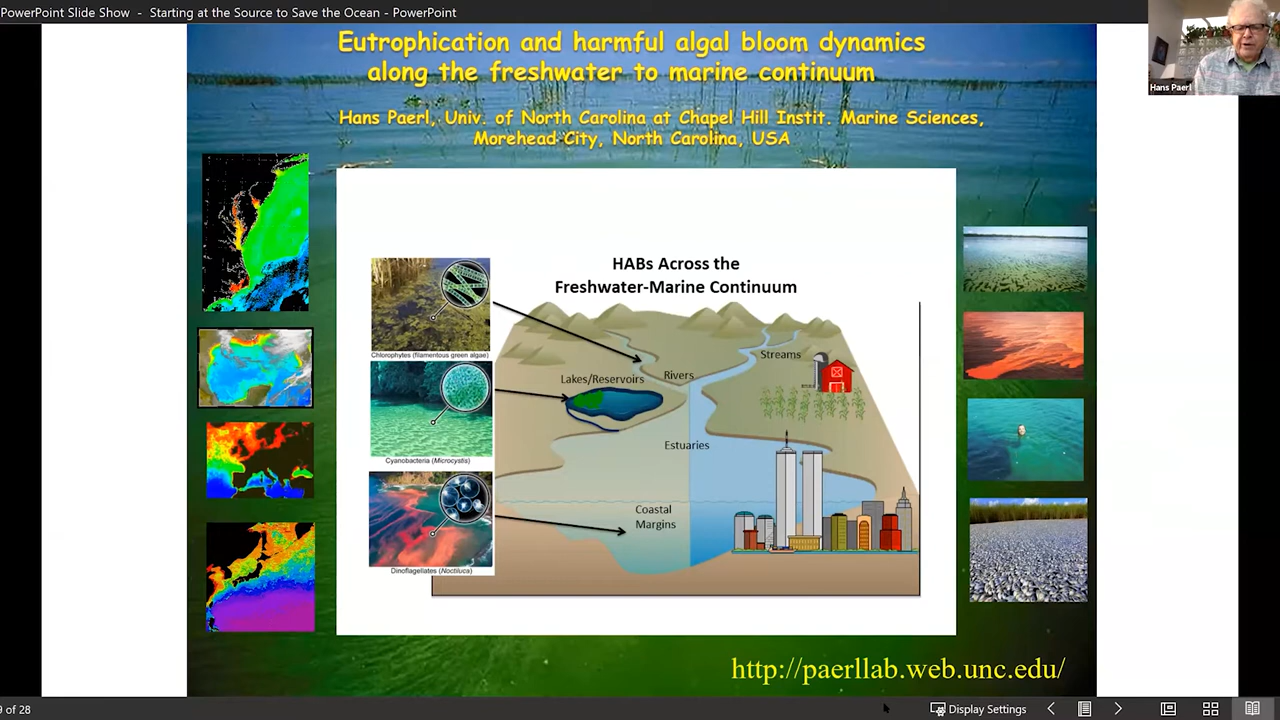 PowerPoint Slide Show - Starting at the Source to Save the Ocean - PowerPoint
Hans Paerl
Eutrophication and harmful algal bloom dynamics
along the freshwater to marine continuum
Hans Paerl, Univ. of North Carolina at Chapel Hill Instit. Marine Sciences,
Morehead City, North Carolina, USA
HABs Across the
Freshwater-Marine Continuum
Chlorophytes (filamentous green algae)
Streams
Rivers
Lakes/Reservoirs
Cyanobacteria (Microcystis)
Estuaries
Coastal
Margins
Dinoflagellates (Noctiluca)
http://paerllab.web.unc.edu/
of 28
Display Settings